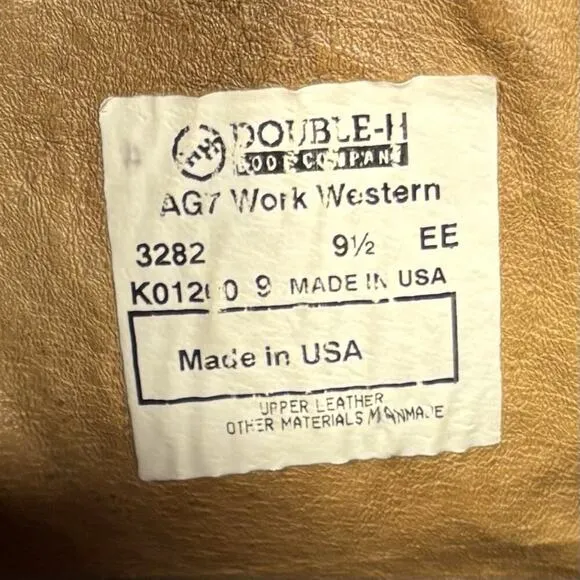 DOUBLE-H
BOOT COMPANY
AG7 Work Western
3282 9½ EE
MADE IN USA
Made in USA
UPPER LEATHER
OTHER MATERIALS MANMADE